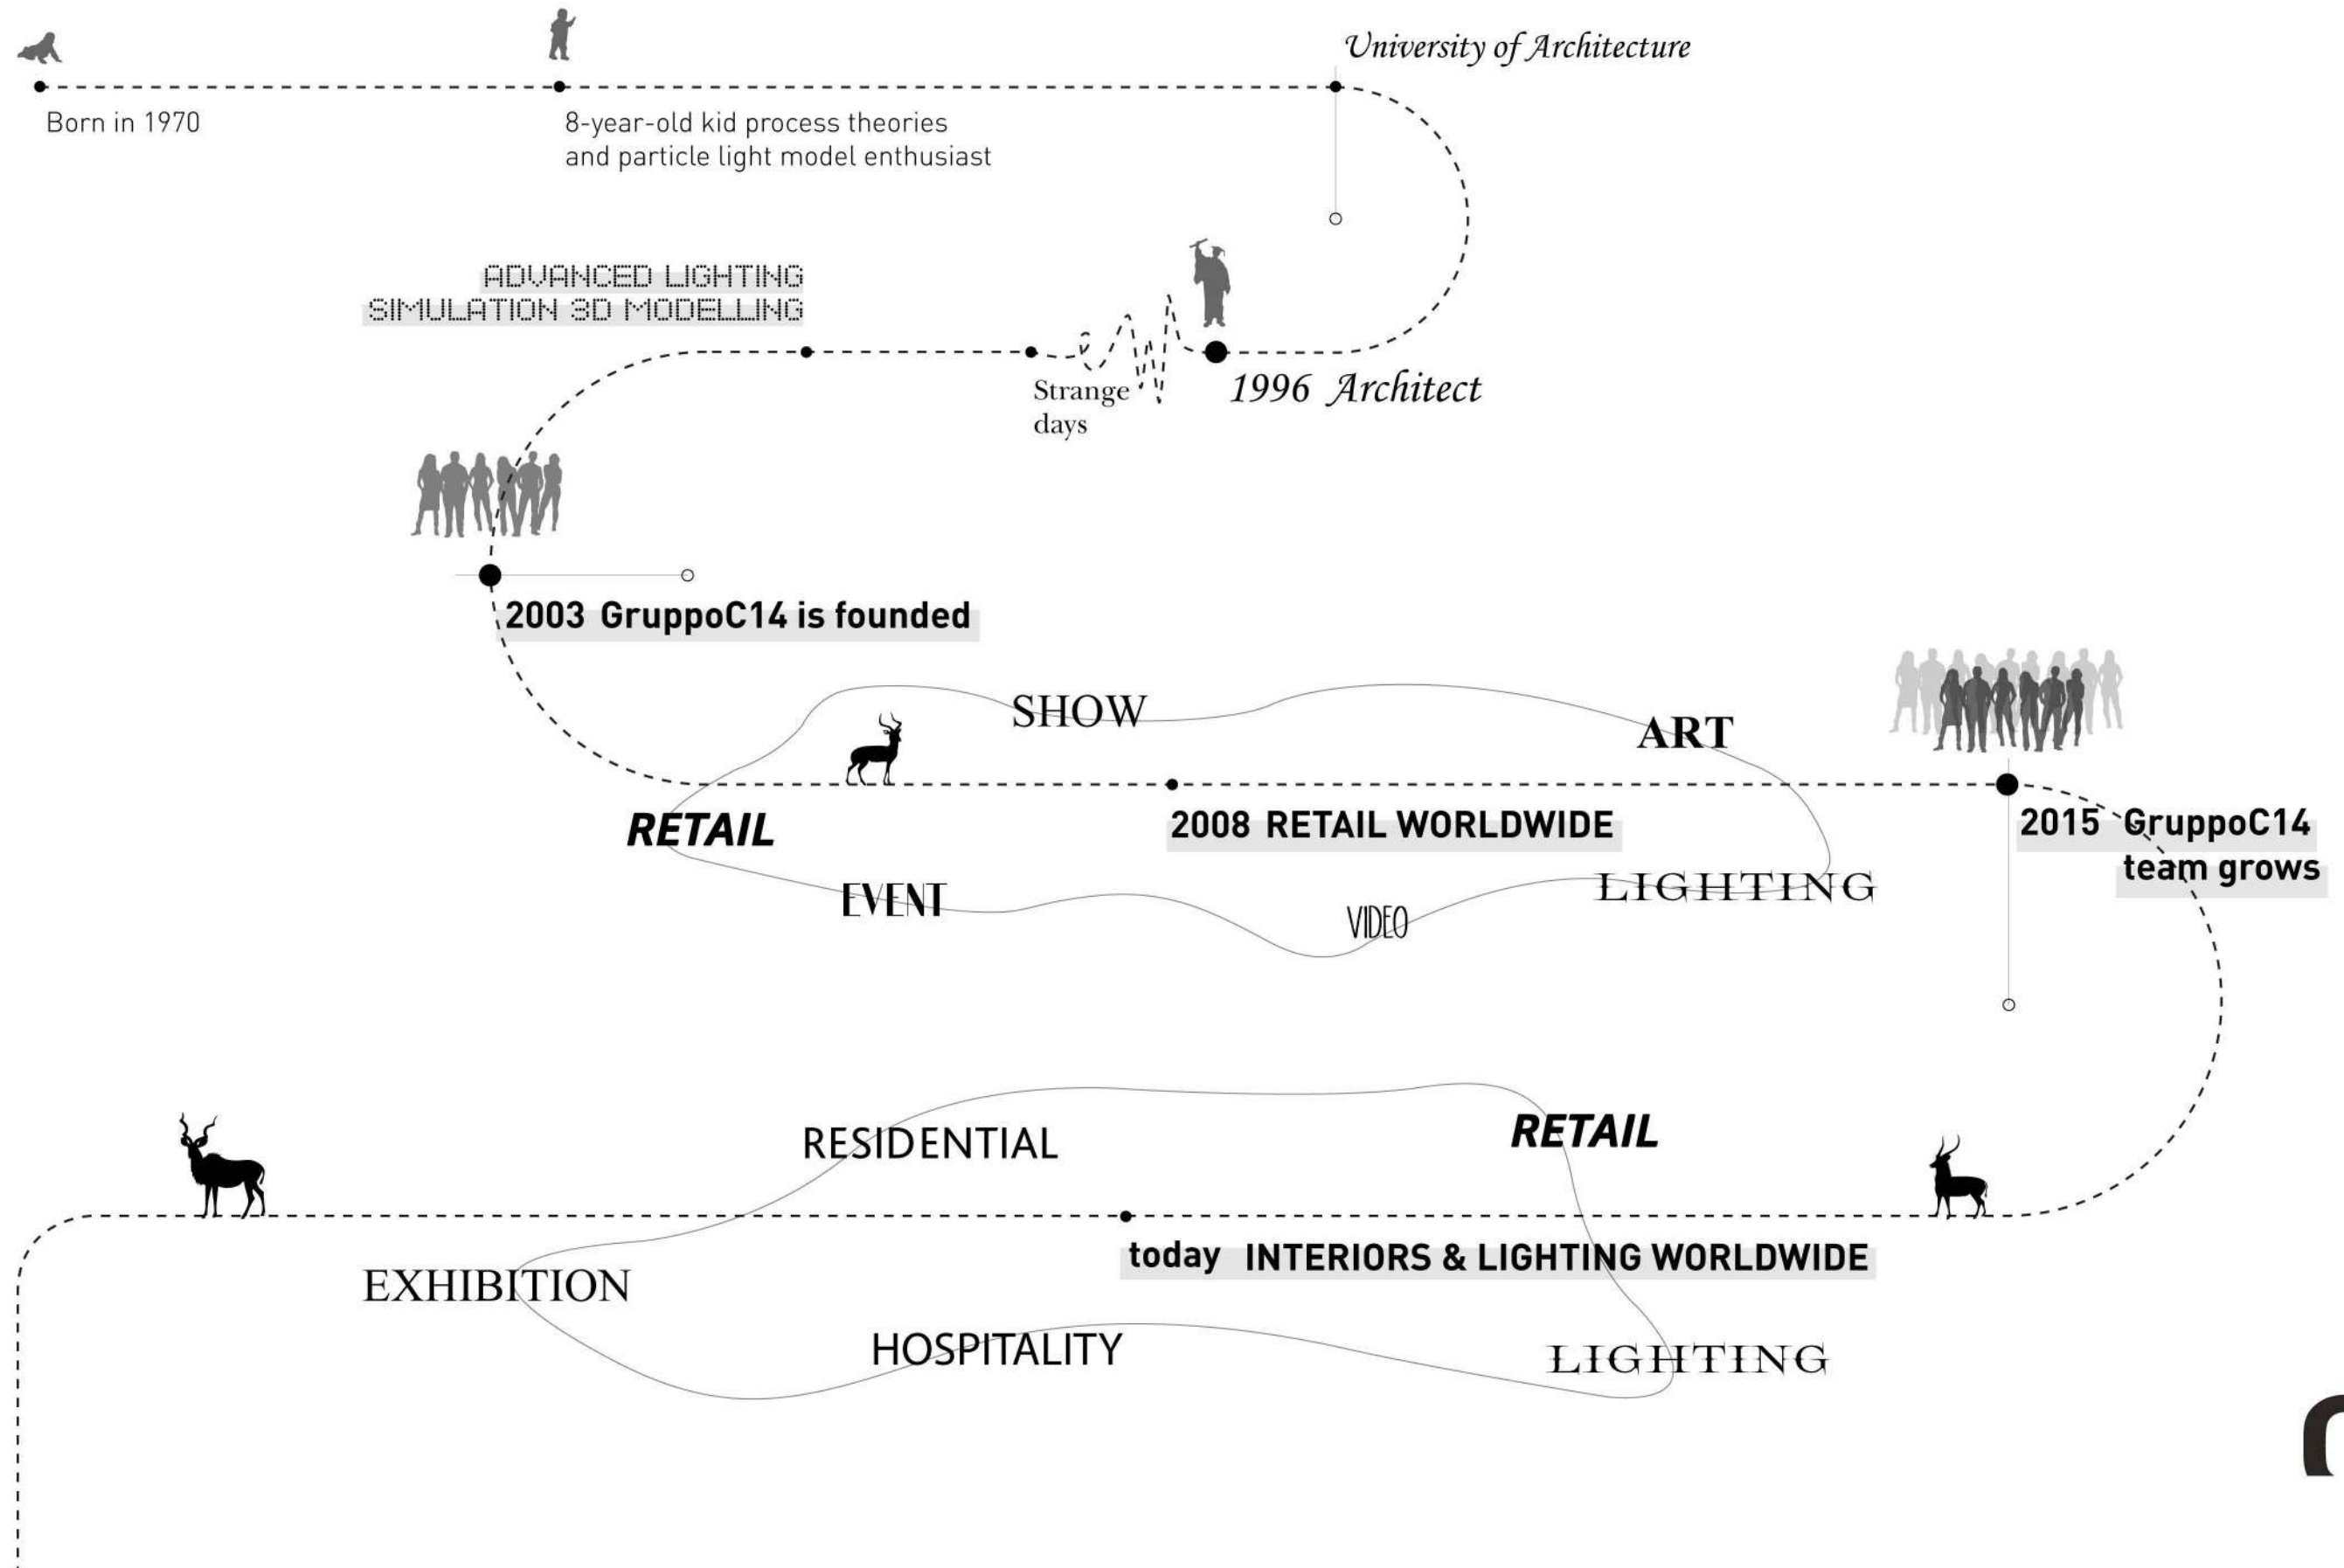 University of Architecture
Born in 1970
8-year-old kid process theories
and particle light model enthusiast
ADVANCED LIGHTING
SIMULATION 3D MODELLING
Strange
days
1996 Architect
2003 GruppoC14 is founded
SHOW
ART
RETAIL
2008 RETAIL WORLDWIDE
2015 GruppoC14
team grows
EVENT
VIDEO
LIGHTING
RESIDENTIAL
RETAIL
today INTERIORS & LIGHTING WORLDWIDE
EXHIBITION
HOSPITALITY
LIGHTING